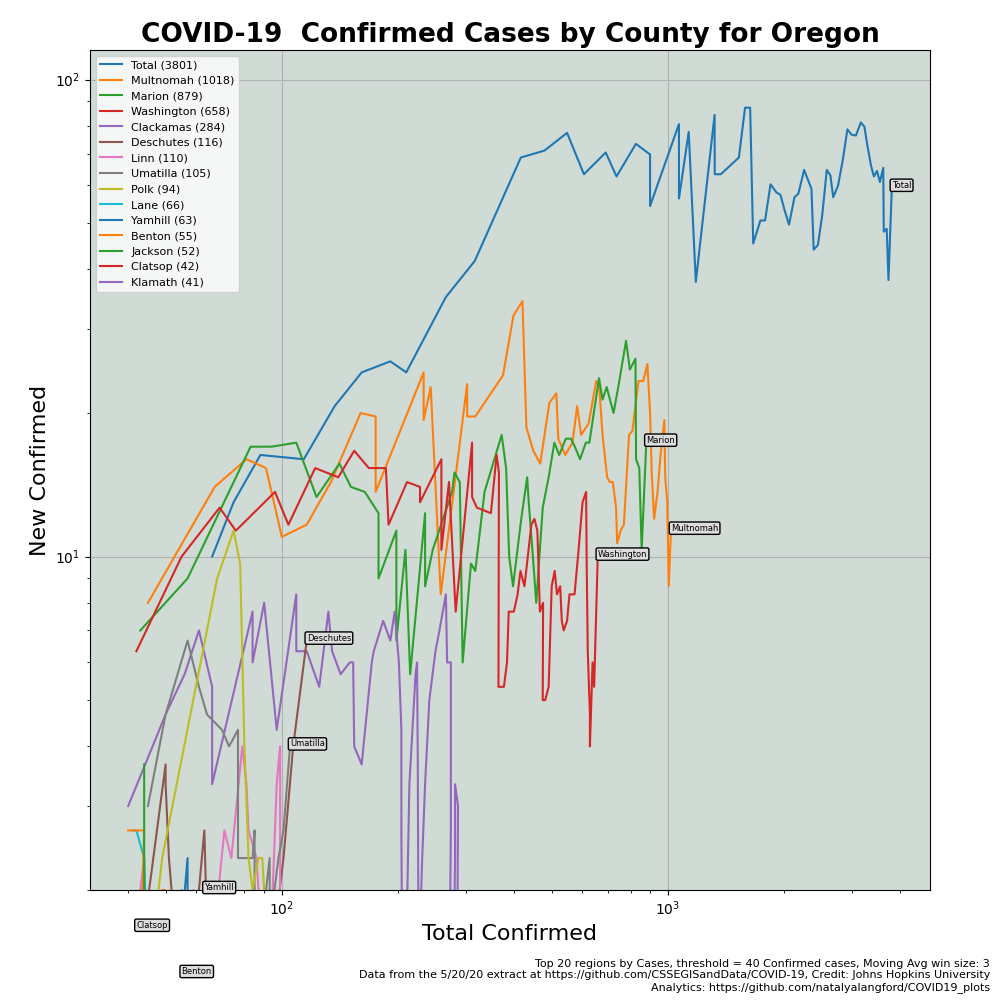 COVID-19  Confirmed Cases by County for Oregon
Total (3801)
Multnomah (1018)
Marion (879)
Washington (658)
Clackamas (284)
Deschutes (116)
Linn (110)
Umatilla (105)
Polk (94)
Lane (66)
Yamhill (63)
Benton (55)
Jackson (52)
Clatsop (42)
Klamath (41)
10²
10¹
New Confirmed
Total
Marion
Multnomah
Washington
Deschutes
Umatilla
Yamhill
Clatsop
Benton
10²
10³
Total Confirmed
Top 20 regions by Cases, threshold = 40 Confirmed cases, Moving Avg win size: 3
Data from the 5/20/20 extract at https://github.com/CSSEGISandData/COVID-19, Credit: Johns Hopkins University
Analytics: https://github.com/natalyalangford/COVID19_plots